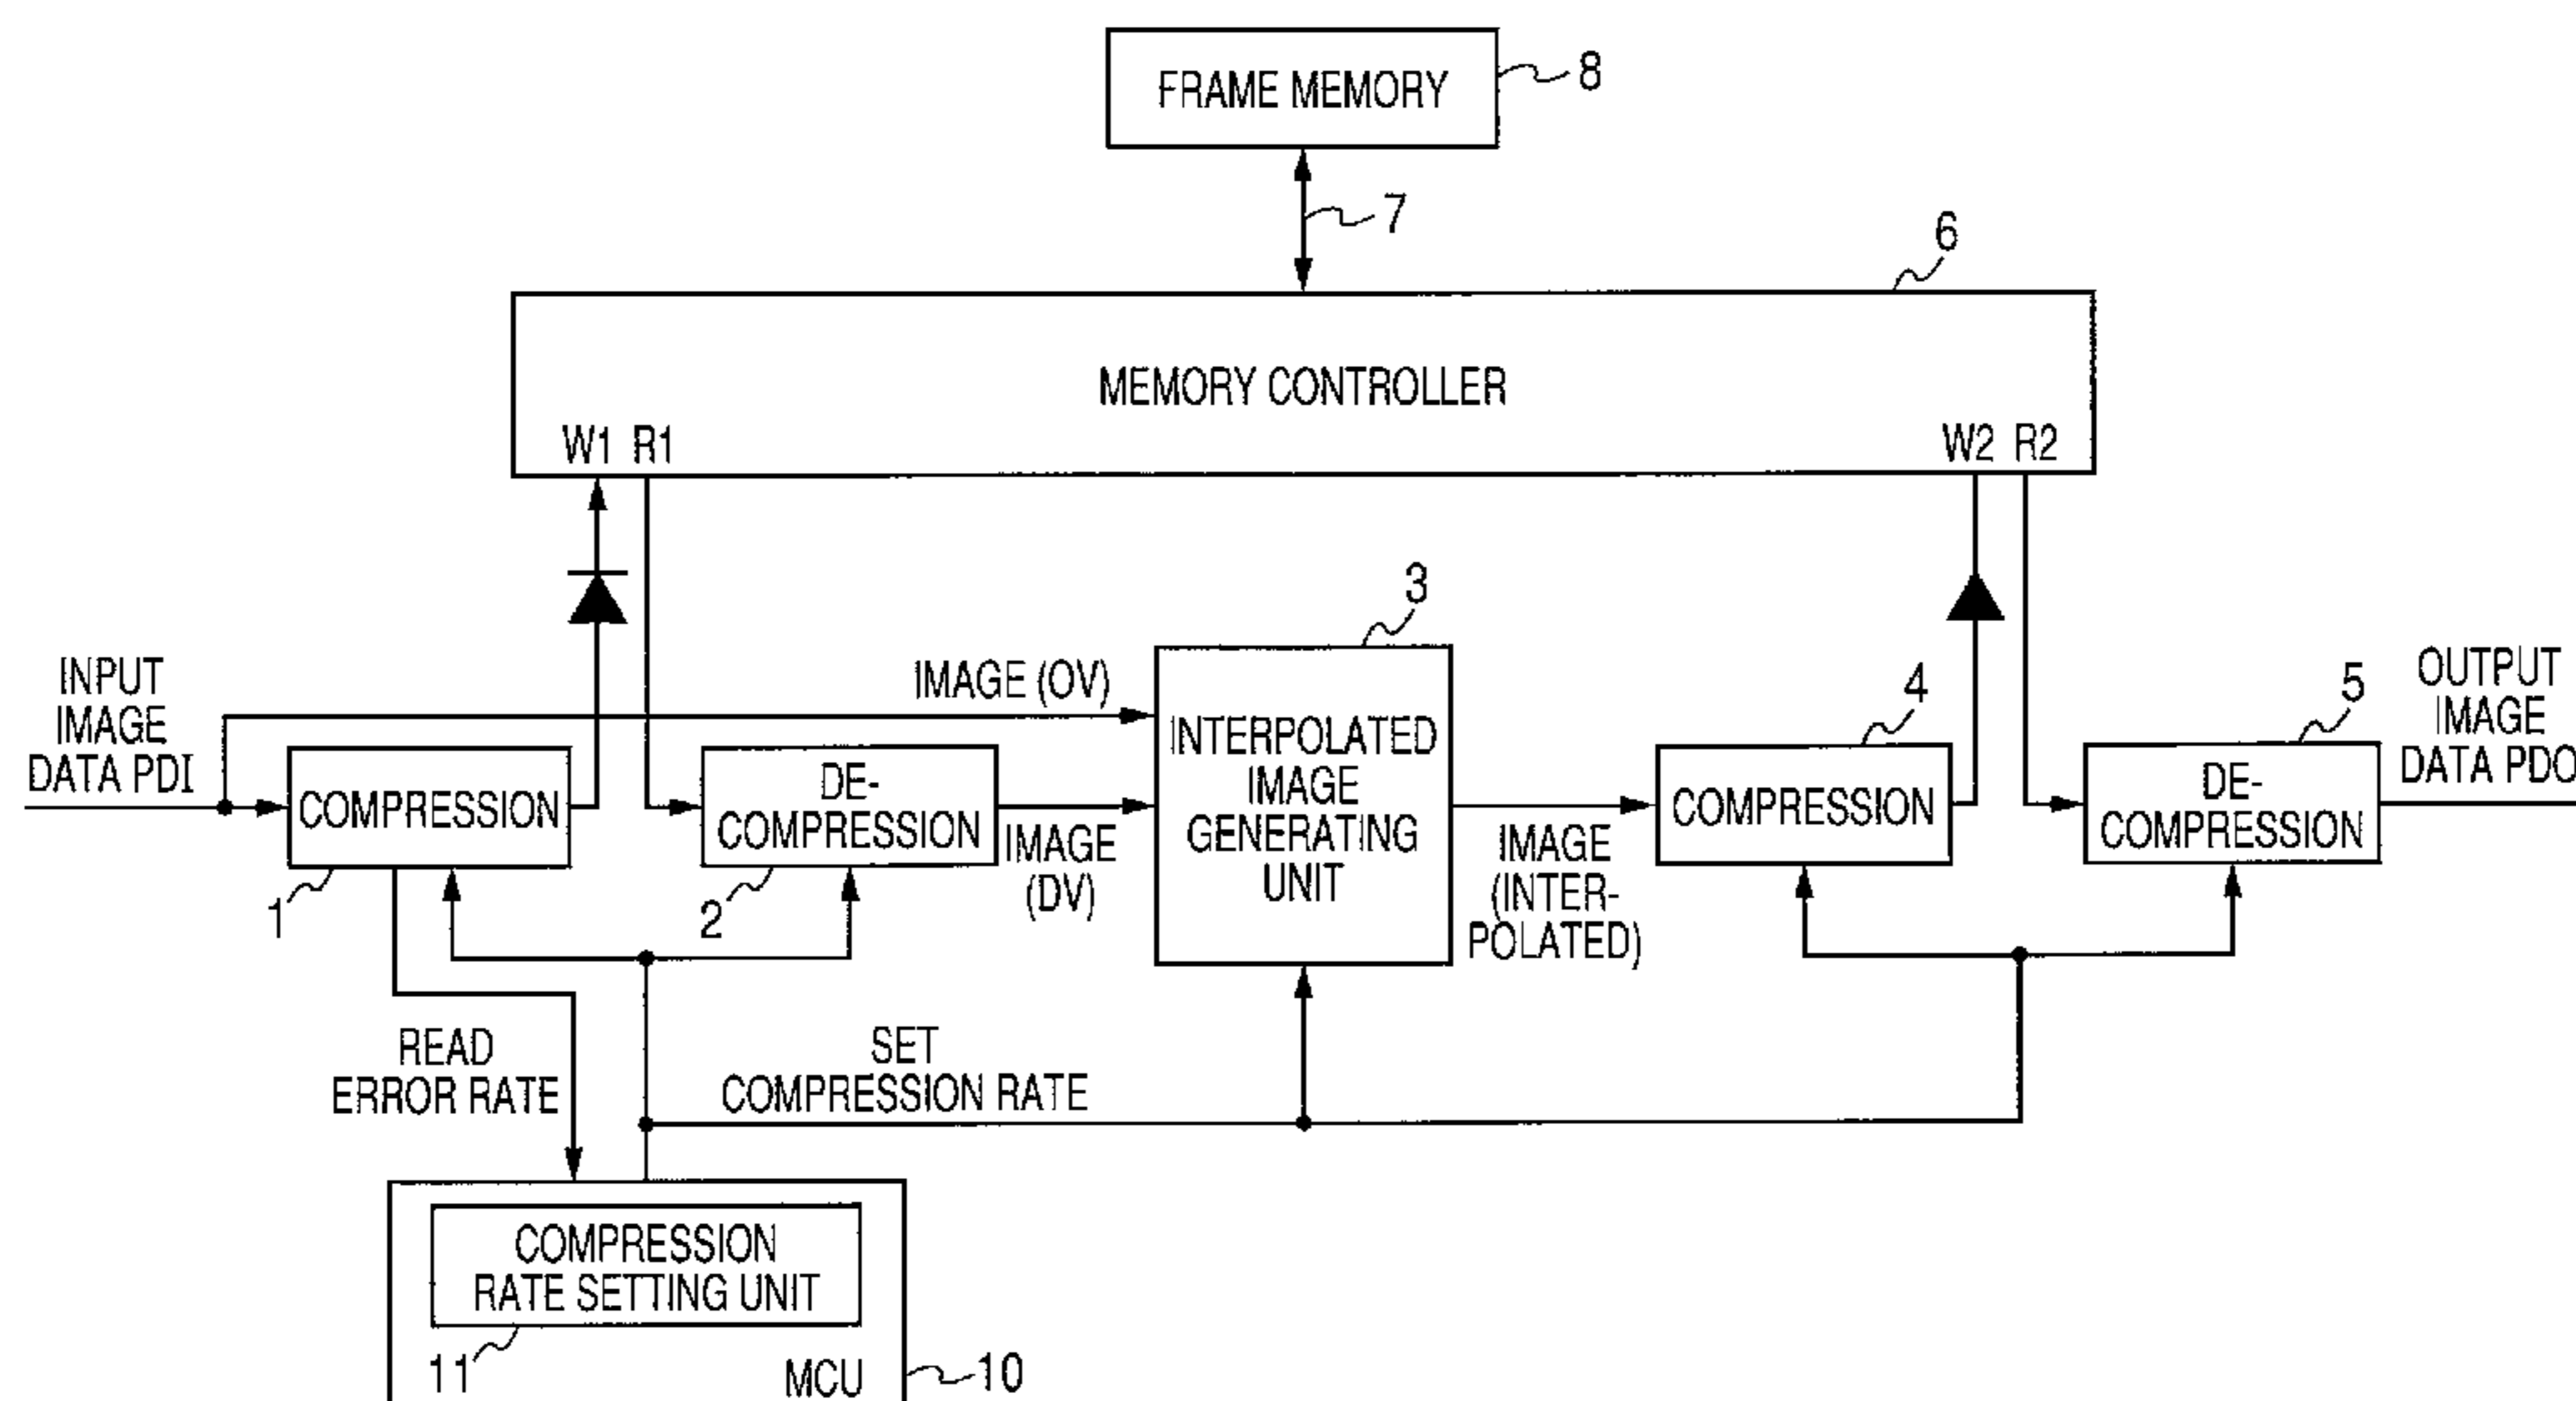 FRAME MEMORY
8
7
6
MEMORY CONTROLLER
W1 R1
W2 R2
3
INPUT
IMAGE
DATA PDI
IMAGE (OV)
4
5
OUTPUT
IMAGE
DATA PDO
COMPRESSION
1
DE-
COMPRESSION
2
IMAGE
(DV)
INTERPOLATED
IMAGE
GENERATING
UNIT
IMAGE
(INTER-
POLATED)
COMPRESSION
DE-
COMPRESSION
READ
ERROR RATE
SET
COMPRESSION RATE
COMPRESSION
RATE SETTING UNIT
11
MCU
10